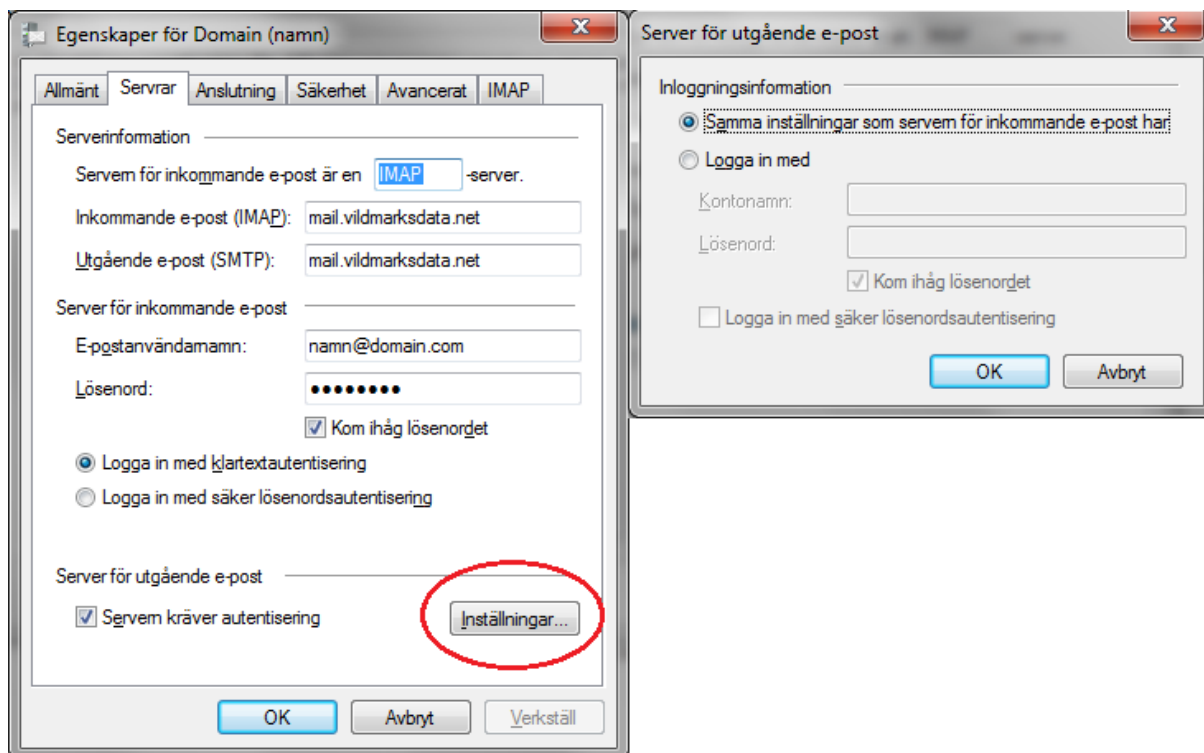 Egenskaper för Domain (namn)
Allmänt Servrar Anslutning Säkerhet Avancerat IMAP
Serverinformation
Servern för inkommande e-post är en IMAP -server.
Inkommande e-post (IMAP): mail.vildmarksdata.net
Utgående e-post (SMTP): mail.vildmarksdata.net
Server för inkommande e-post
E-postanvändarnamn: namn@domain.com
Lösenord: ●●●●●●●●
Kom ihåg lösenordet
Logga in med klartextautentisering
Logga in med säker lösenordsautentisering
Server för utgående e-post
Servern kräver autentisering Inställningar...
OK Avbryt Verkställ
Server för utgående e-post
Inloggningsinformation
Samma inställningar som servern för inkommande e-post har
Logga in med
Kontonamn:
Lösenord:
Kom ihåg lösenordet
Logga in med säker lösenordsautentisering
OK Avbryt